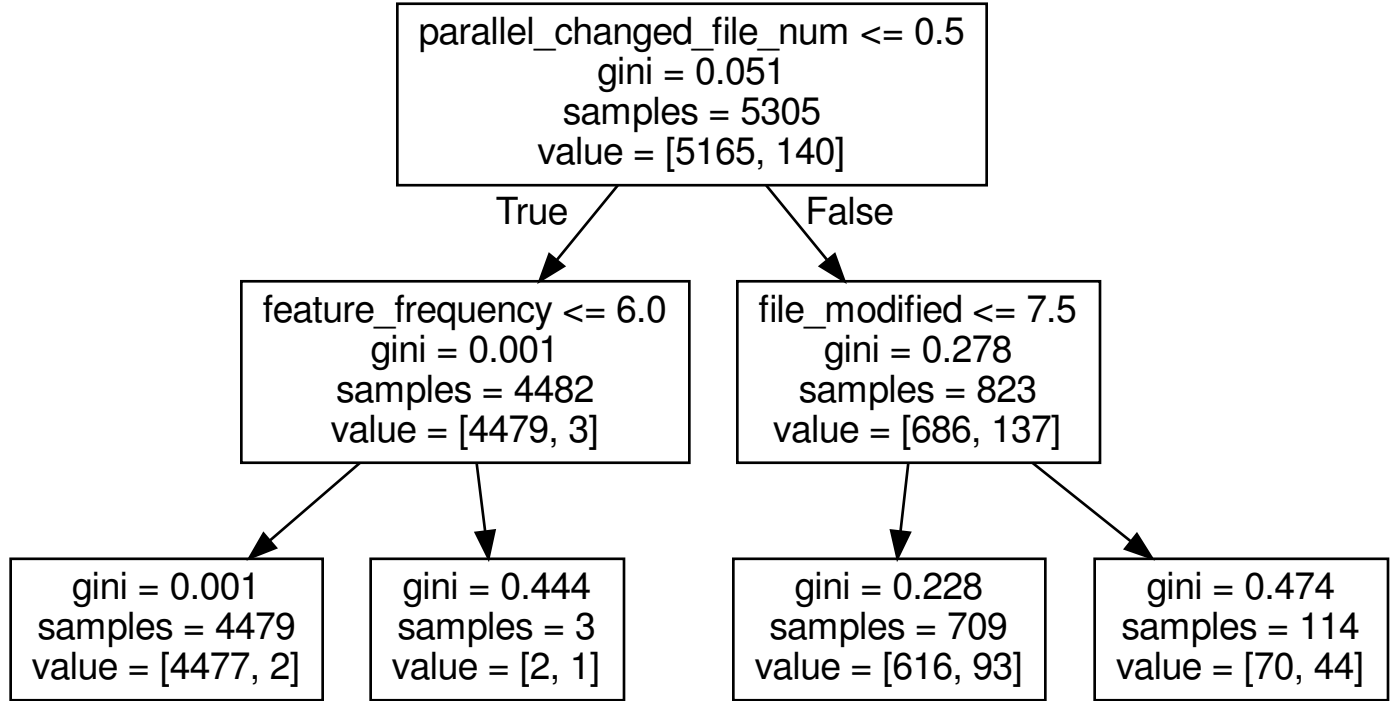 parallel_changed_file_num <= 0.5
gini = 0.051
samples = 5305
value = [5165, 140]
True
False
feature_frequency <= 6.0
gini = 0.001
samples = 4482
value = [4479, 3]
file_modified <= 7.5
gini = 0.278
samples = 823
value = [686, 137]
gini = 0.001
samples = 4479
value = [4477, 2]
gini = 0.444
samples = 3
value = [2, 1]
gini = 0.228
samples = 709
value = [616, 93]
gini = 0.474
samples = 114
value = [70, 44]